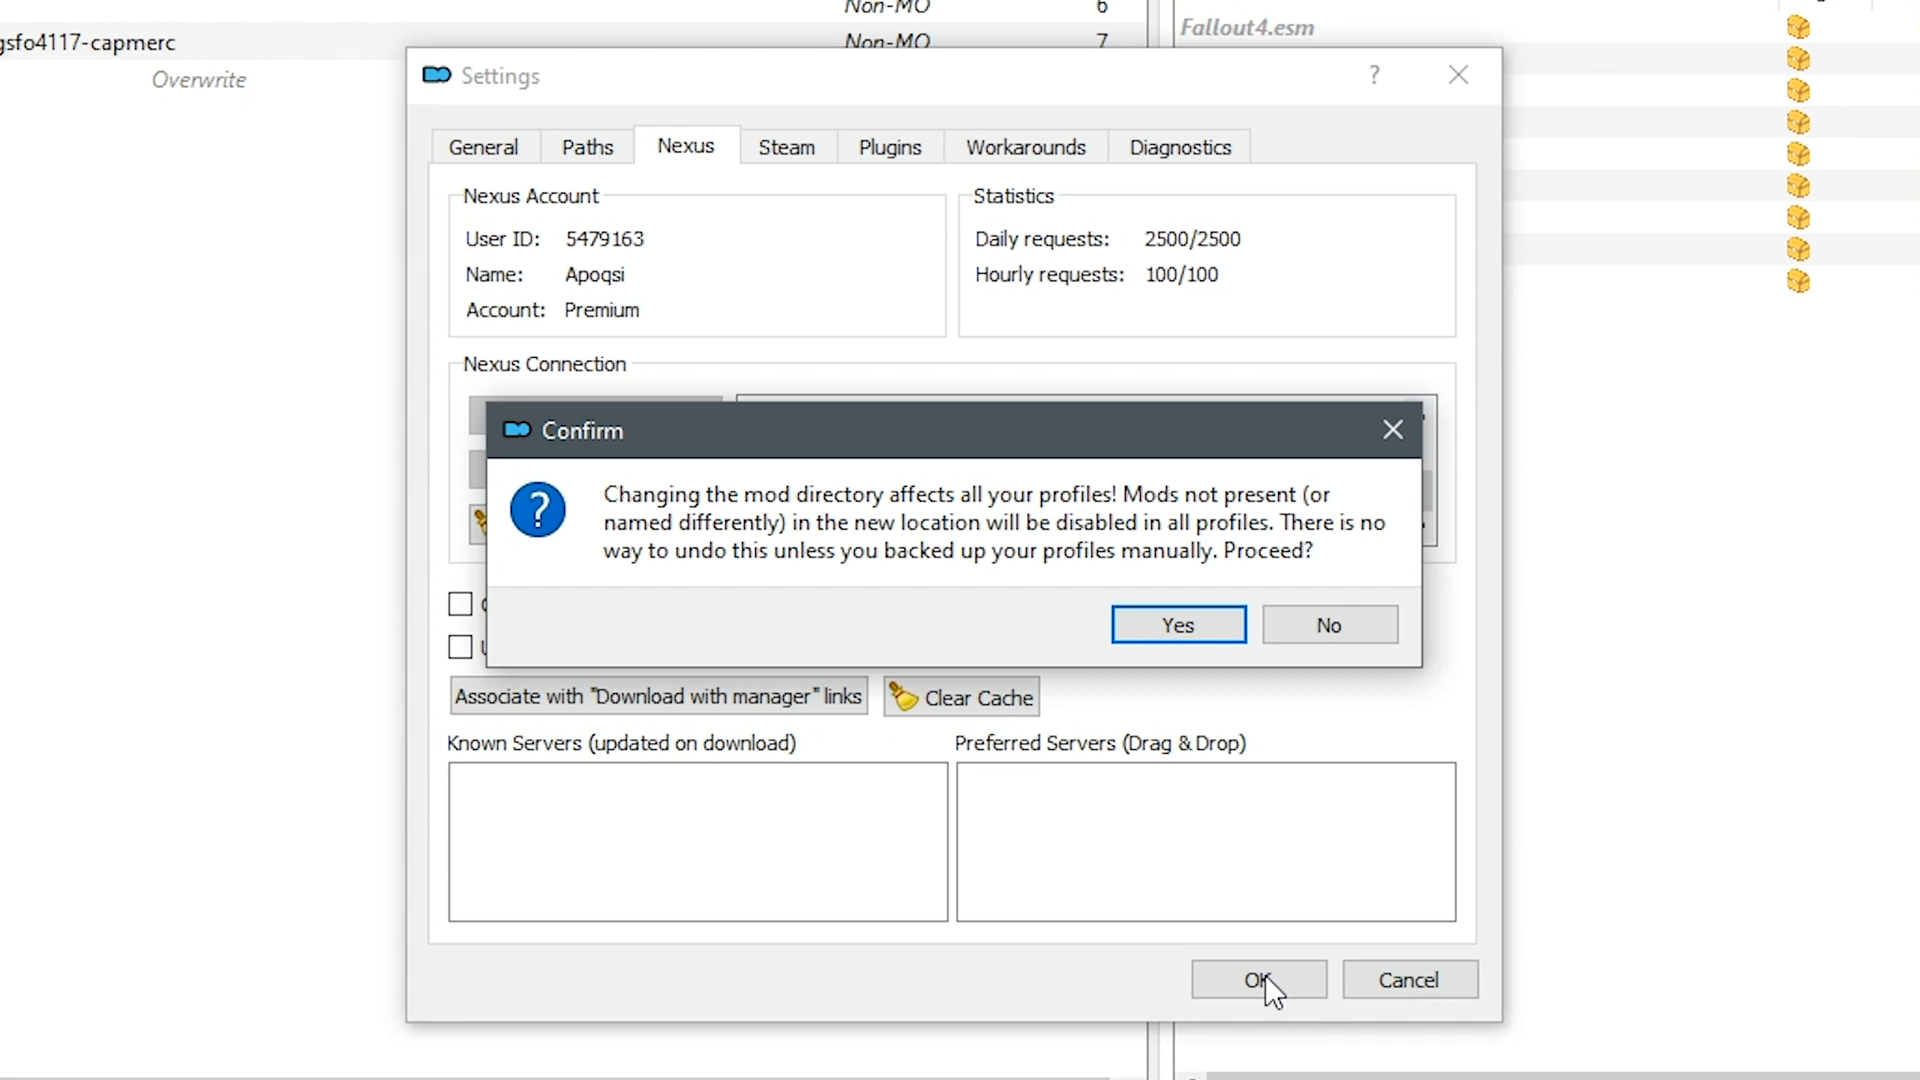 Non-MO 6
gsfo4117-capmerc Non-MO 7
Overwrite
Fallout4.esm
Settings ?
General Paths Nexus Steam Plugins Workarounds Diagnostics
Nexus Account
User ID: 5479163
Name: Apoqsi
Account: Premium
Statistics
Daily requests: 2500/2500
Hourly requests: 100/100
Nexus Connection
Confirm
Changing the mod directory affects all your profiles! Mods not present (or
named differently) in the new location will be disabled in all profiles. There is no
way to undo this unless you backed up your profiles manually. Proceed?
Yes No
Associate with "Download with manager" links Clear Cache
Known Servers (updated on download)
Preferred Servers (Drag & Drop)
OK Cancel